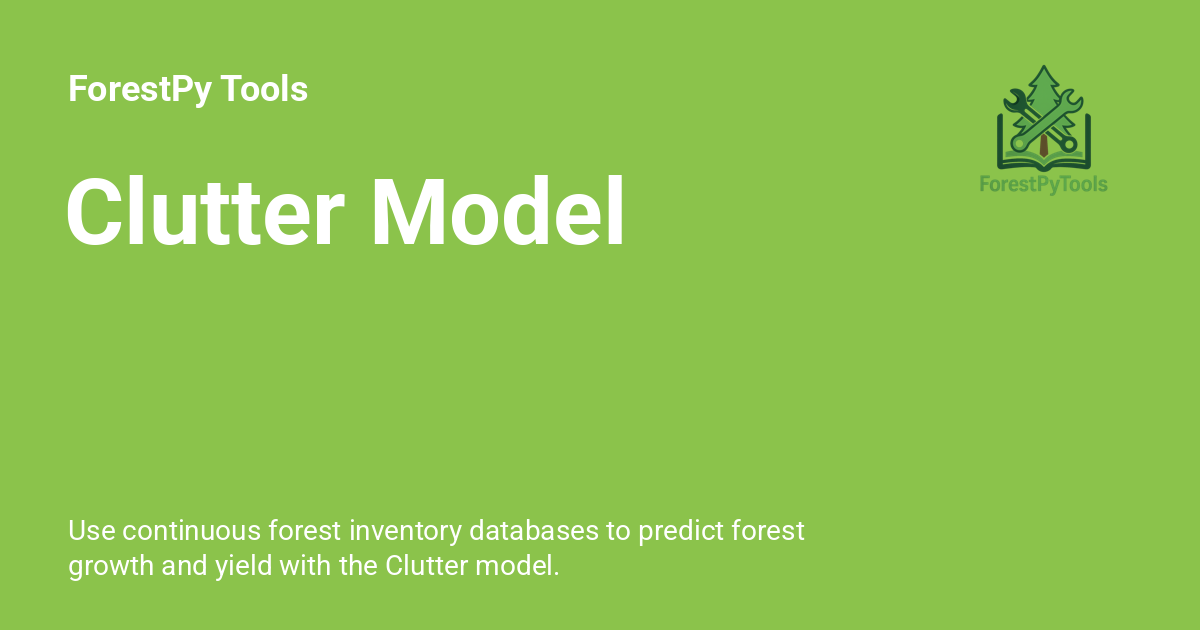 ForestPy Tools
ForestPyTools
Clutter Model
Use continuous forest inventory databases to predict forest
growth and yield with the Clutter model.